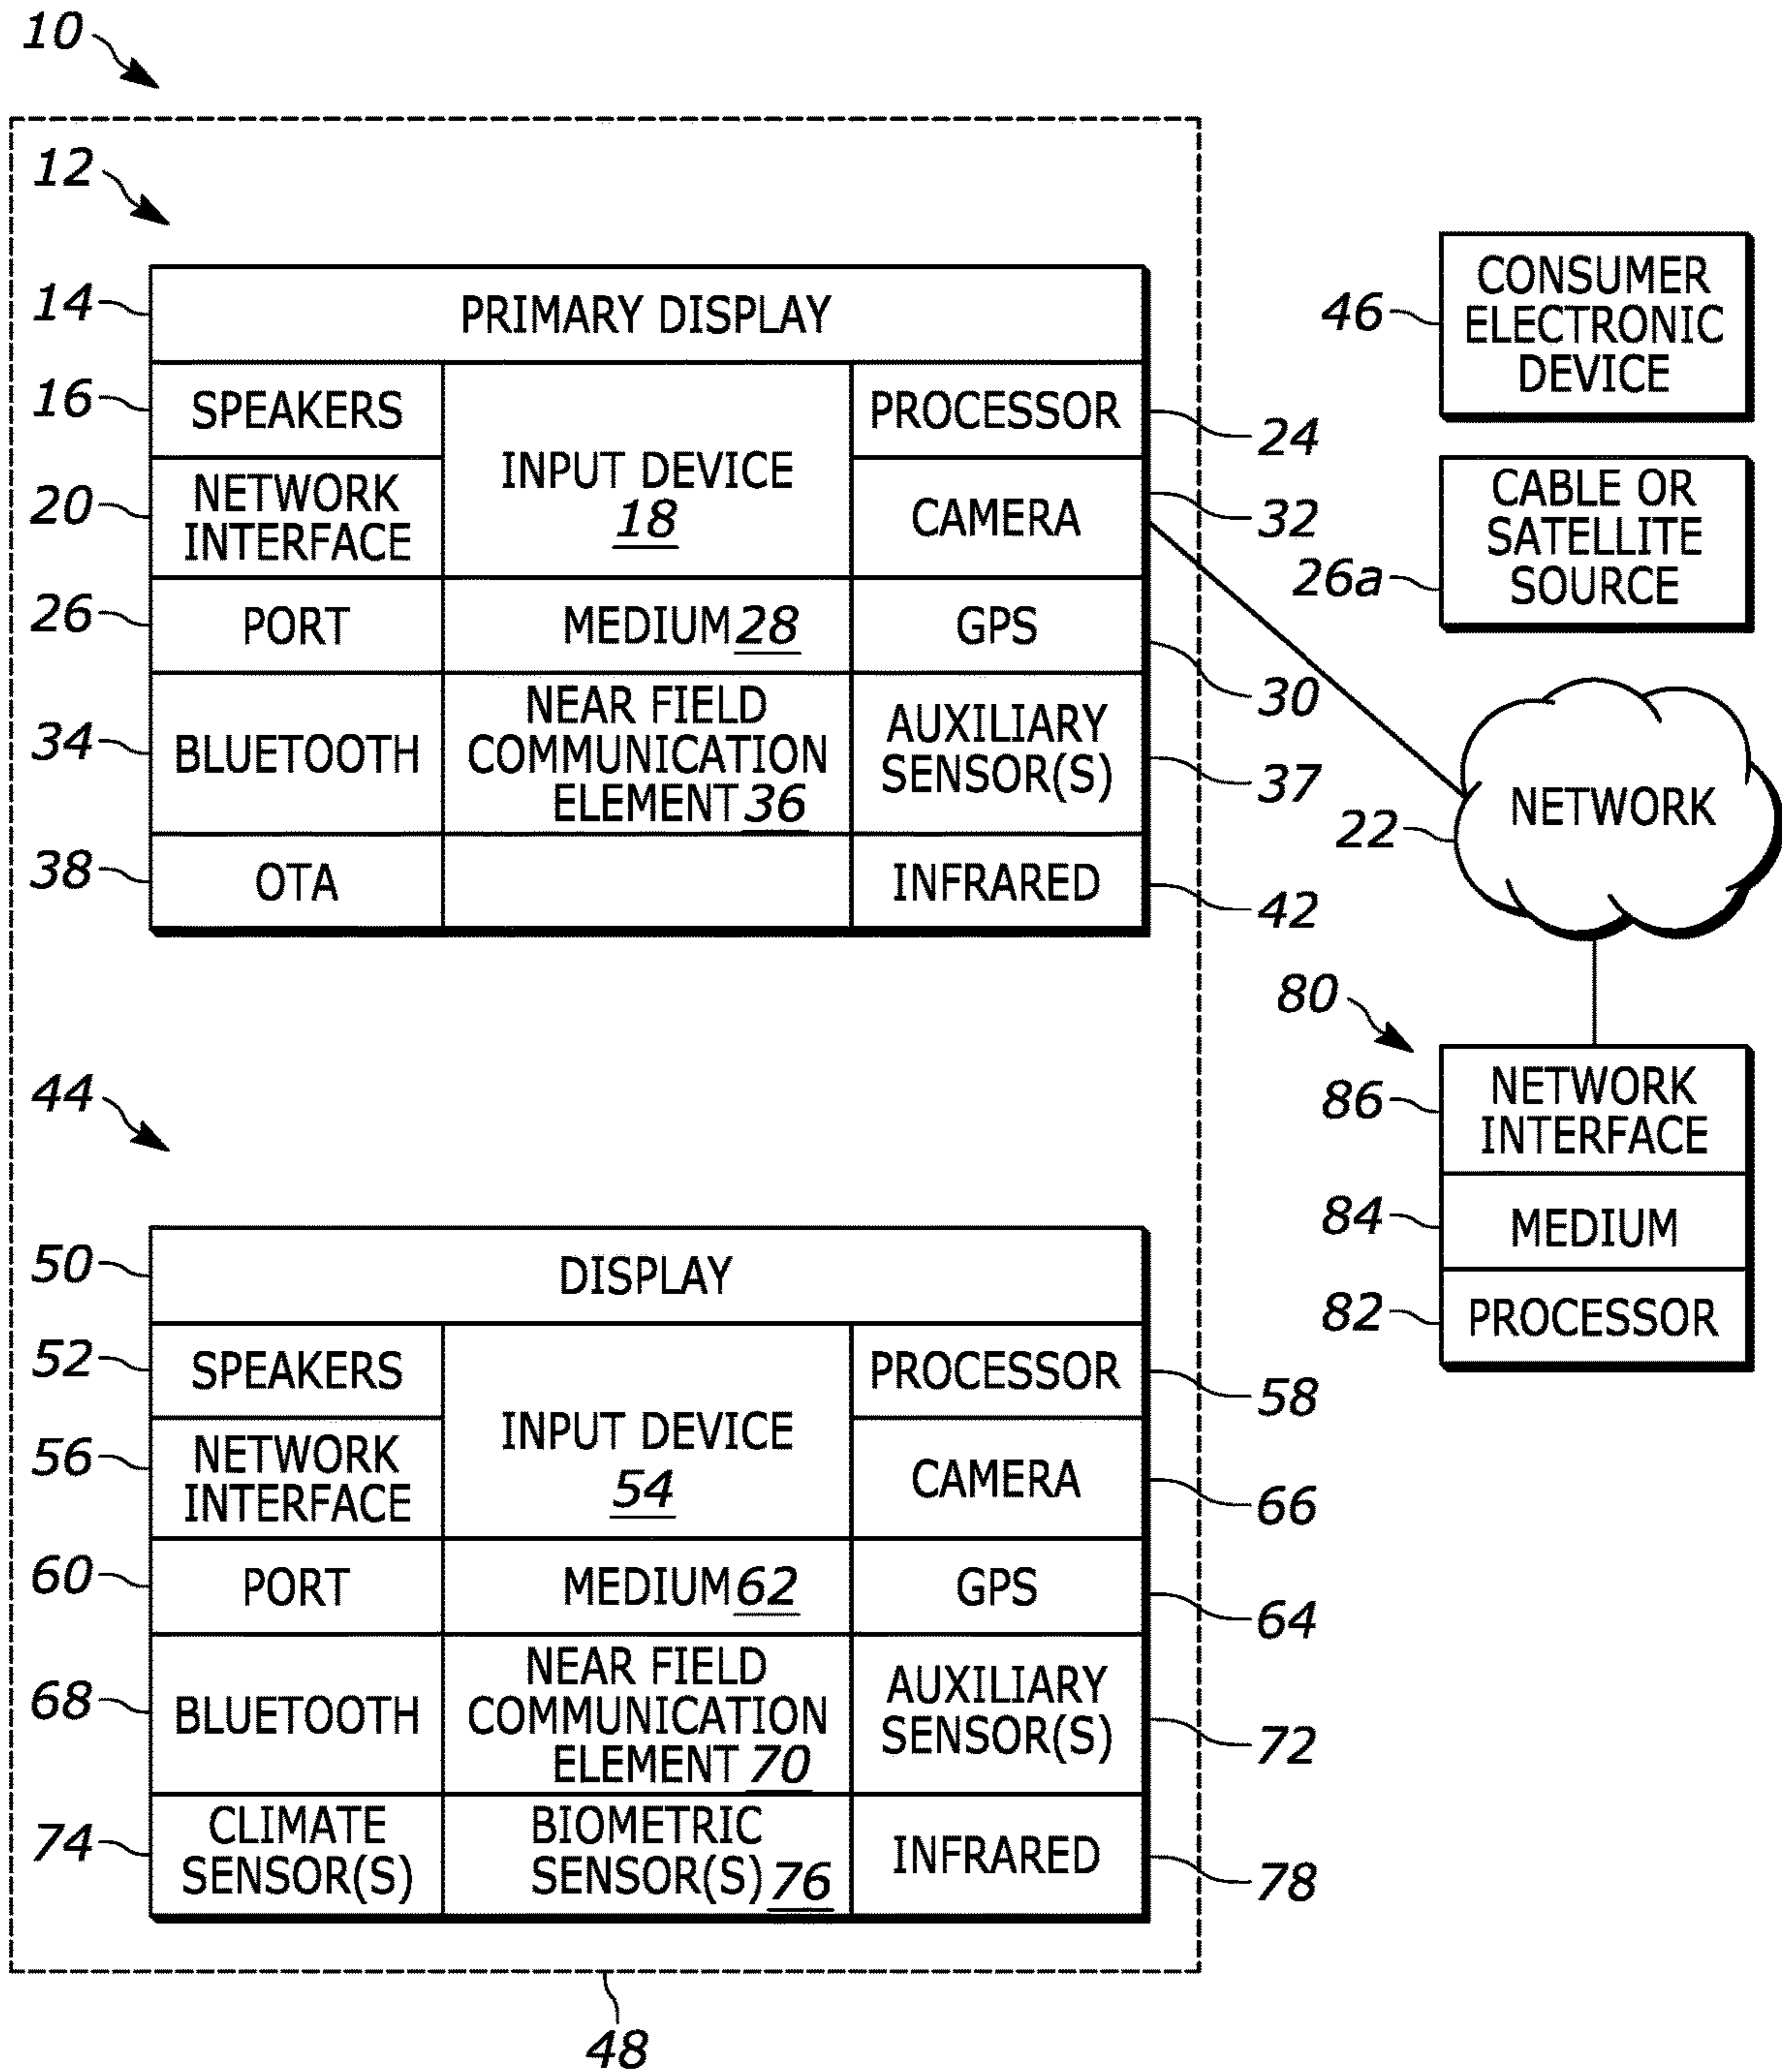 10
12
14
PRIMARY DISPLAY
16
SPEAKERS
INPUT DEVICE
18
PROCESSOR
24
20
NETWORK
INTERFACE
CAMERA
32
26
PORT
MEDIUM 28
GPS
30
34
BLUETOOTH
NEAR FIELD
COMMUNICATION
ELEMENT 36
AUXILIARY
SENSOR(S)
37
38
OTA
INFRARED
42
46
CONSUMER
ELECTRONIC
DEVICE
26a
CABLE OR
SATELLITE
SOURCE
22
NETWORK
80
86
NETWORK
INTERFACE
84
MEDIUM
82
PROCESSOR
44
50
DISPLAY
52
SPEAKERS
INPUT DEVICE
54
PROCESSOR
58
56
NETWORK
INTERFACE
CAMERA
66
60
PORT
MEDIUM 62
GPS
64
68
BLUETOOTH
NEAR FIELD
COMMUNICATION
ELEMENT 70
AUXILIARY
SENSOR(S)
72
74
CLIMATE
SENSOR(S)
BIOMETRIC
SENSOR(S) 76
INFRARED
78
48